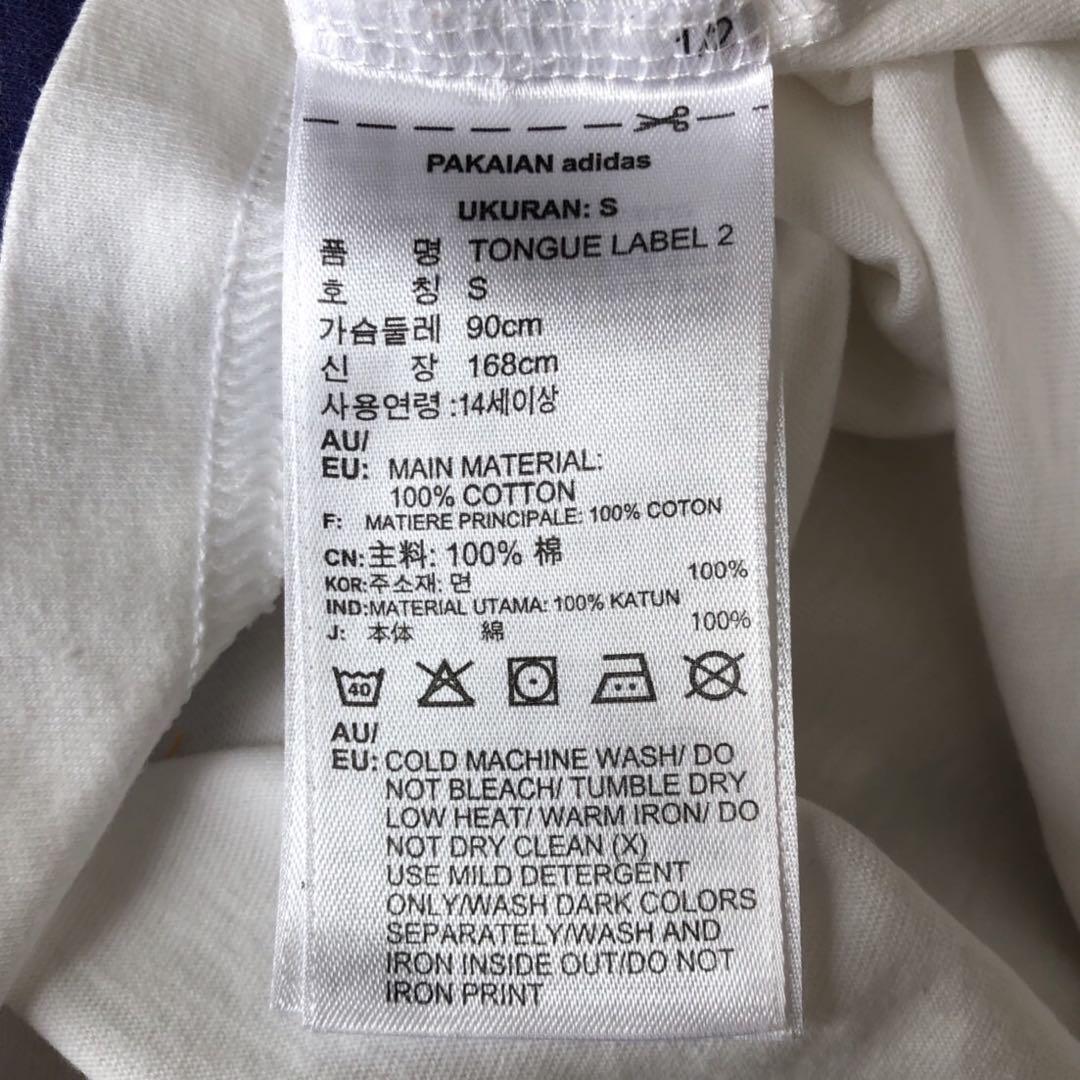 1/2
PAKAIAN adidas
UKURAN: S
품 명 TONGUE LABEL 2
호 칭 S
가슴둘레 90cm
신 장 168cm
사용연령 :14세이상
AU/
EU: MAIN MATERIAL:
100% COTTON
F: MATIERE PRINCIPALE: 100% COTON
CN:主料: 100% 棉
KOR:주소재: 면 100%
IND:MATERIAL UTAMA: 100% KATUN
J: 本体 綿 100%
40
AU/
EU: COLD MACHINE WASH/ DO
NOT BLEACH/ TUMBLE DRY
LOW HEAT/ WARM IRON/ DO
NOT DRY CLEAN (X)
USE MILD DETERGENT
ONLY/WASH DARK COLORS
SEPARATELY/WASH AND
IRON INSIDE OUT/DO NOT
IRON PRINT